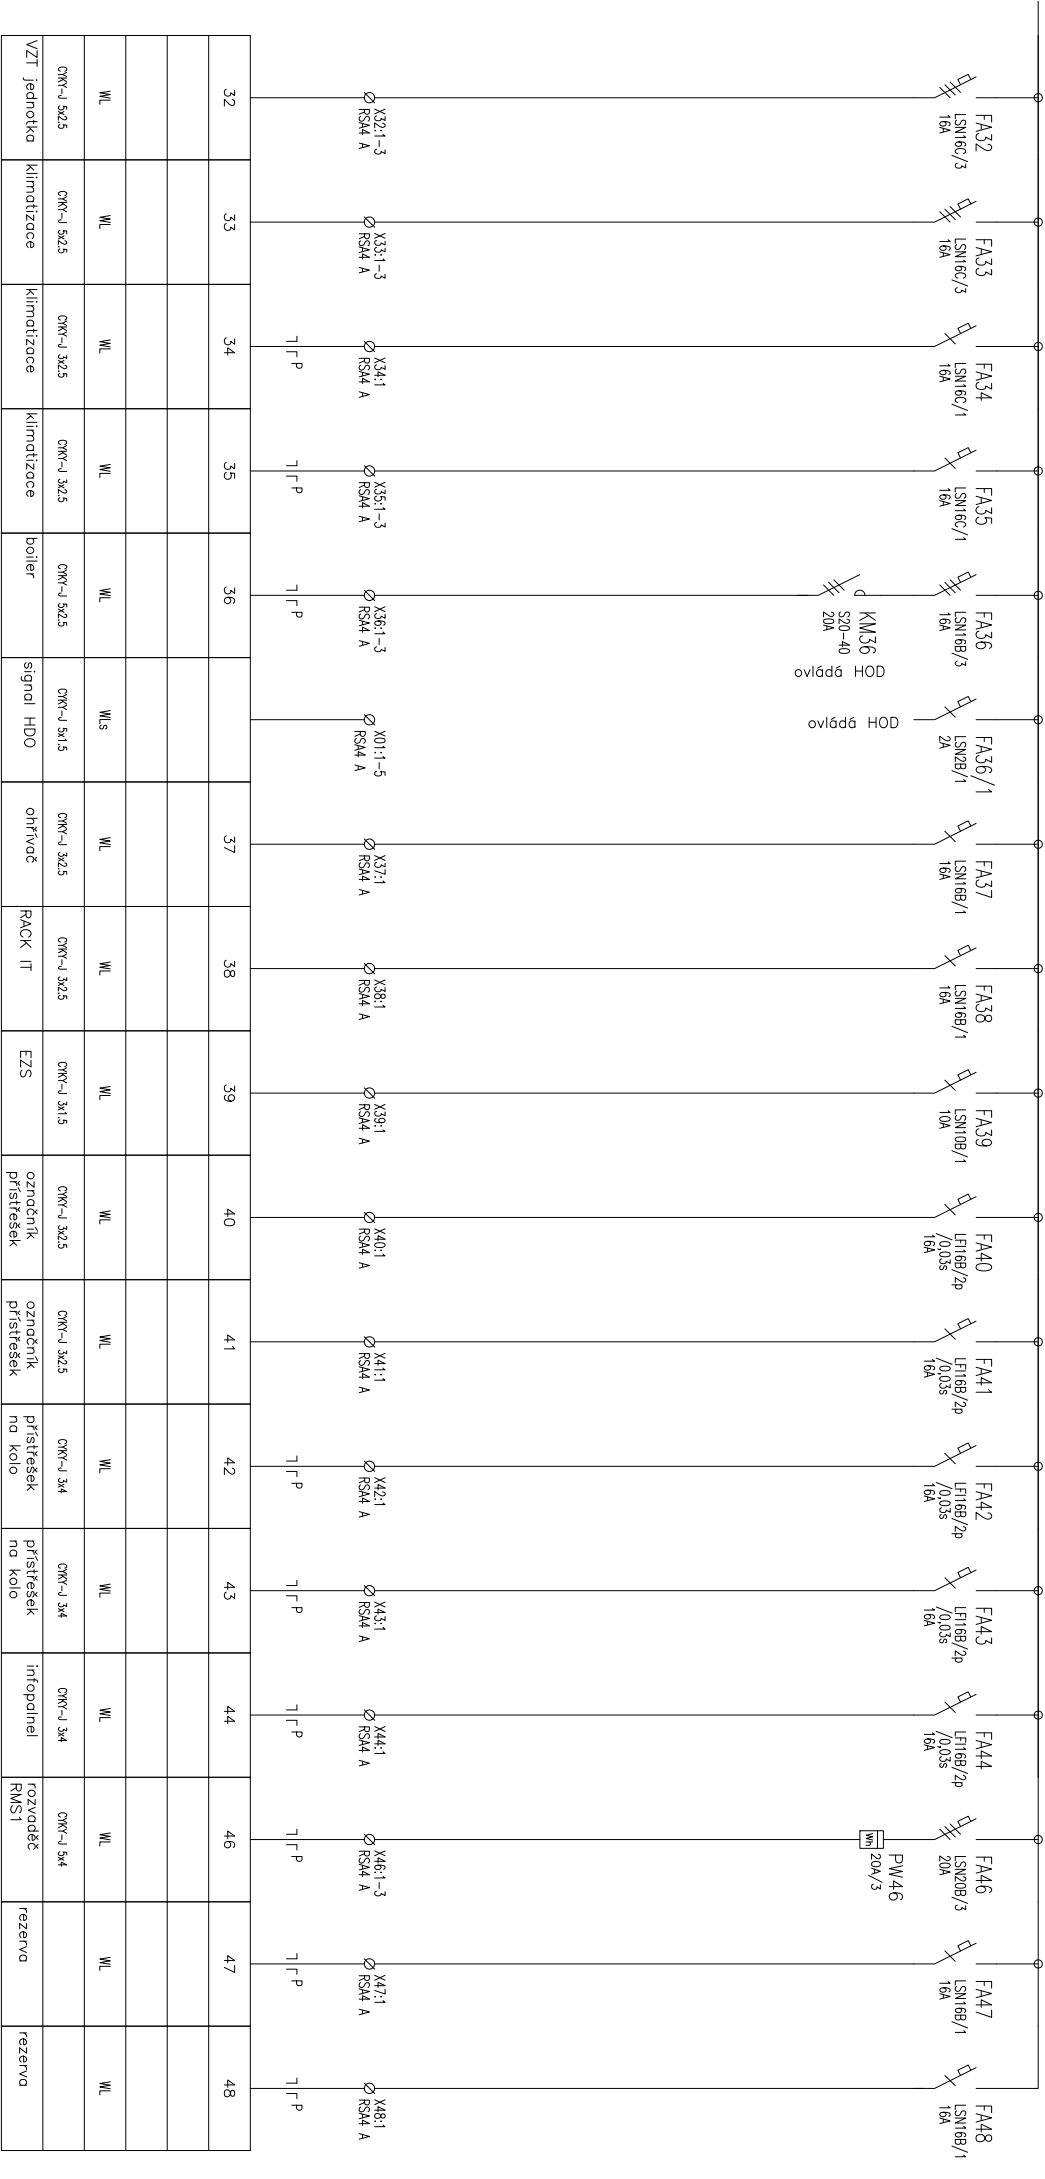 FA32
LSN16C/3
16A
X32:1-3
RSA4 A
32
WL
CYKY-J 5x2.5
VZT jednotka
FA33
LSN16C/3
16A
X33:1-3
RSA4 A
33
WL
CYKY-J 5x2.5
klimatizace
FA34
LSN16C/1
16A
X34:1
RSA4 A
P
34
WL
CYKY-J 3x2.5
klimatizace
FA35
LSN16C/1
16A
X35:1-3
RSA4 A
P
35
WL
CYKY-J 3x2.5
klimatizace
FA36
LSN16B/3
16A
KM36
S20-40
20A
ovládá HOD
X36:1-3
RSA4 A
P
36
WL
CYKY-J 5x2.5
boiler
FA36/1
LSN2B/1
2A
ovládá HOD
X01:1-5
RSA4 A
WLs
CYKY-J 5x1.5
signal HDO
FA37
LSN16B/1
16A
X37:1
RSA4 A
37
WL
CYKY-J 3x2.5
ohřívač
FA38
LSN16B/1
16A
X38:1
RSA4 A
38
WL
CYKY-J 3x2.5
RACK IT
FA39
LSN10B/1
10A
X39:1
RSA4 A
39
WL
CYKY-J 3x1.5
EZS
FA40
LFI16B/2p
/0,03s
16A
X40:1
RSA4 A
40
WL
CYKY-J 3x2.5
označník
přístřešek
FA41
LFI16B/2p
/0,03s
16A
X41:1
RSA4 A
41
WL
CYKY-J 3x2.5
označník
přístřešek
FA42
LFI16B/2p
/0,03s
16A
X42:1
RSA4 A
P
42
WL
CYKY-J 3x4
přístřešek
na kolo
FA43
LFI16B/2p
/0,03s
16A
X43:1
RSA4 A
P
43
WL
CYKY-J 3x4
přístřešek
na kolo
FA44
LFI16B/2p
/0,03s
16A
X44:1
RSA4 A
P
44
WL
CYKY-J 3x4
infopalnel
FA46
LSN20B/3
20A
PW46
20A/3
Wh
X46:1-3
RSA4 A
P
46
WL
CYKY-J 5x4
rozvaděč
RMS1
FA47
LSN16B/1
16A
X47:1
RSA4 A
P
47
WL
rezerva
FA48
LSN16B/1
16A
X48:1
RSA4 A
P
48
WL
rezerva